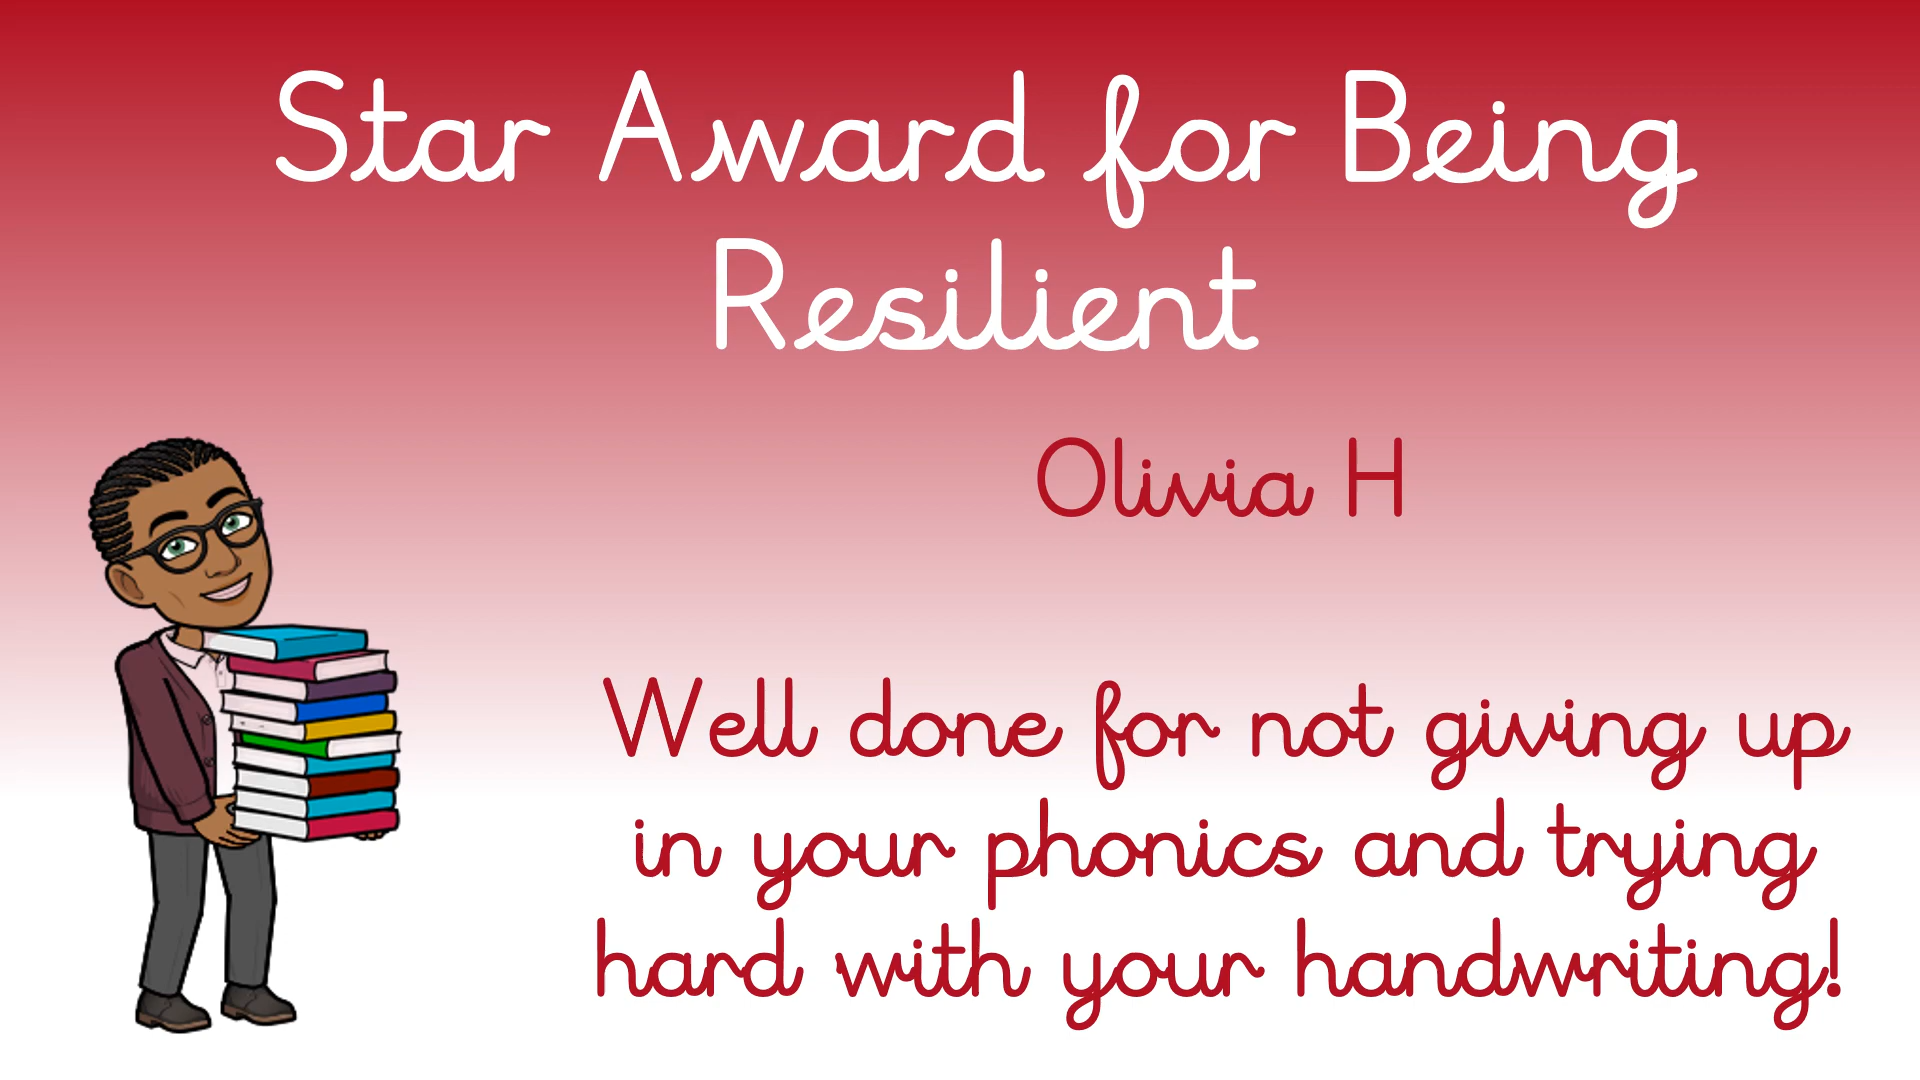 Star Award for Being
Resilient
Olivia H
Well done for not giving up
in your phonics and trying
hard with your handwriting!